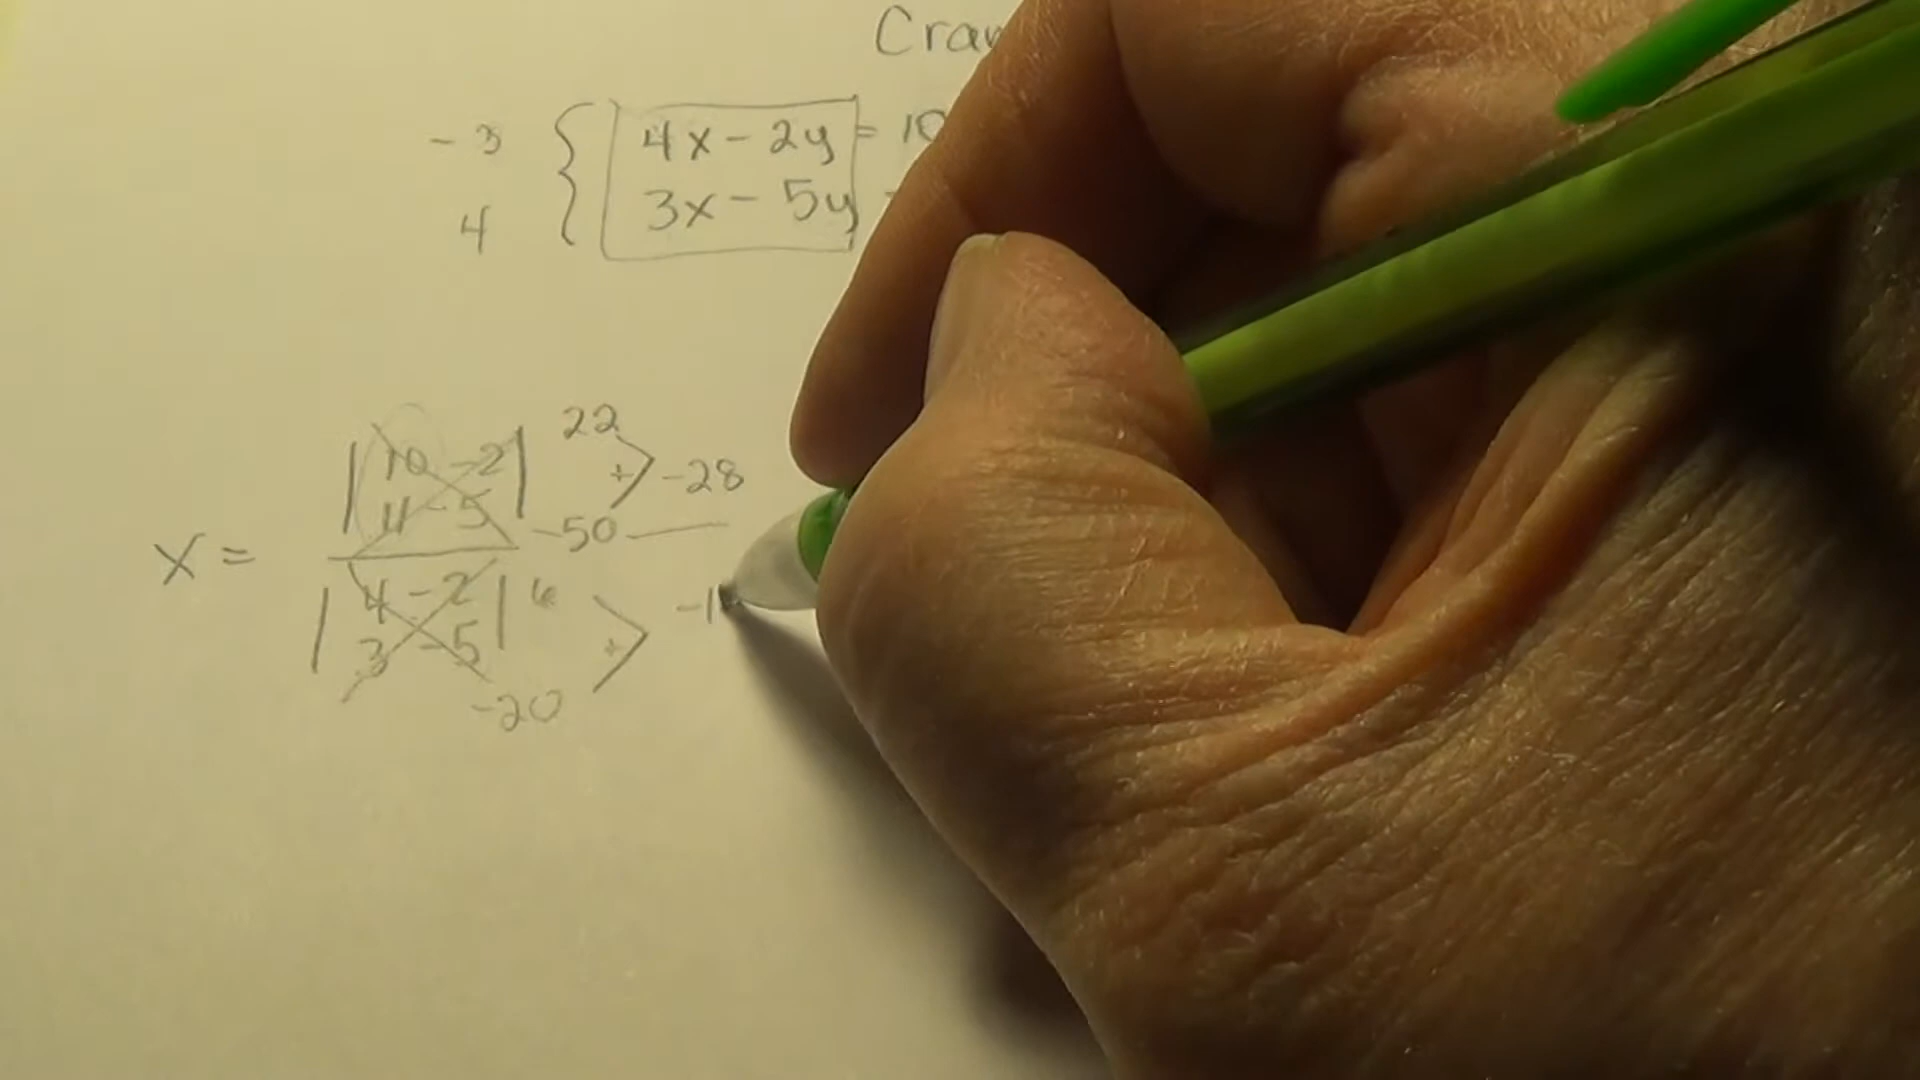 Cra
-3 { 4x - 2y = 10
4 3x - 5y
22
|10 -2| + > -28
|11 -5| -50
x =
|4 -2| 6 -1
|3 -5| + >
-20